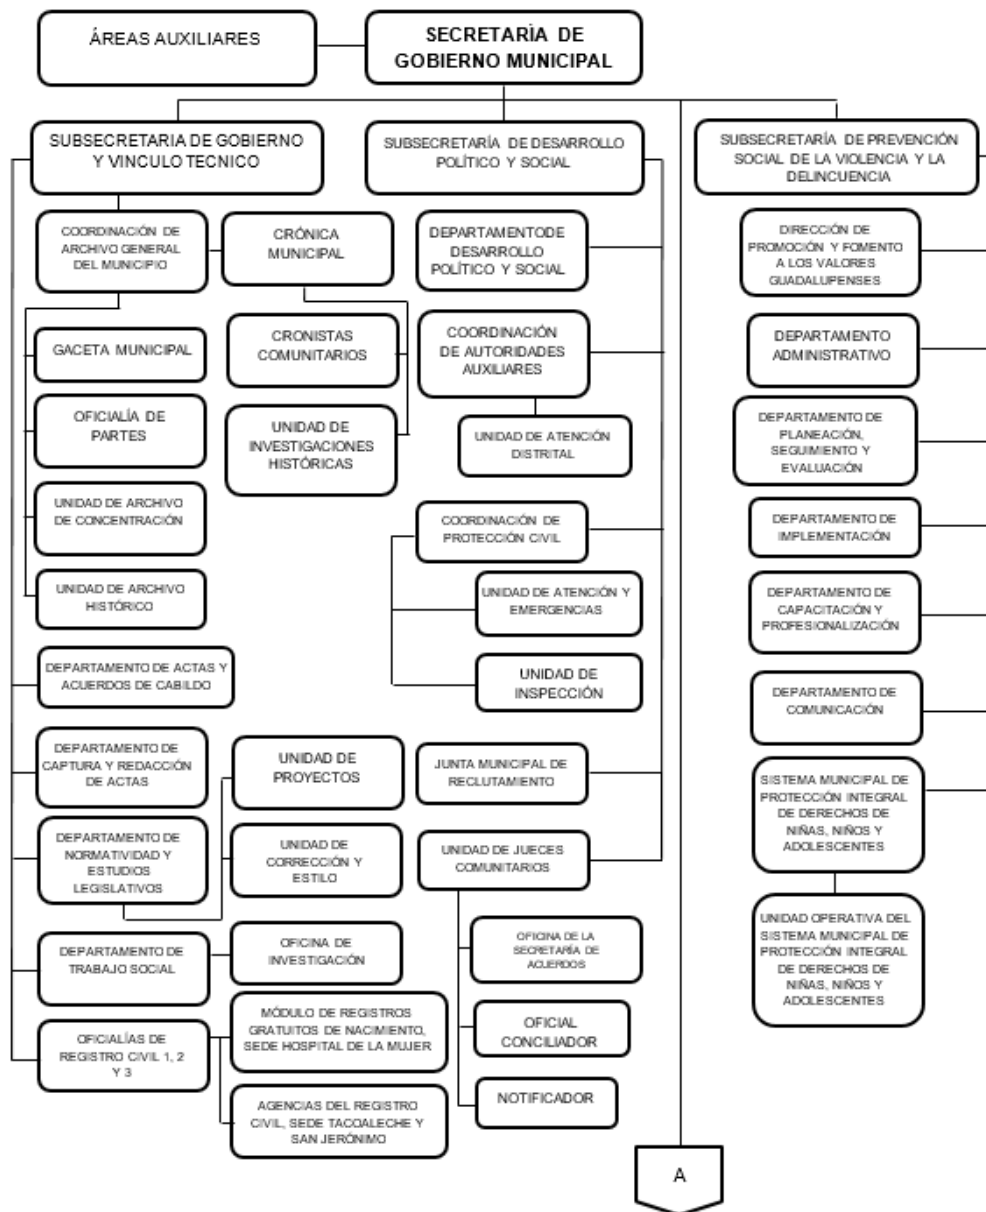 ÁREAS AUXILIARES
SECRETARÍA DE
GOBIERNO MUNICIPAL
SUBSECRETARIA DE GOBIERNO
Y VINCULO TECNICO
SUBSECRETARÍA DE DESARROLLO
POLÍTICO Y SOCIAL
SUBSECRETARÍA DE PREVENCIÓN
SOCIAL DE LA VIOLENCIA Y LA
DELINCUENCIA
COORDINACIÓN DE
ARCHIVO GENERAL
DEL MUNICIPIO
CRÓNICA
MUNICIPAL
GACETA MUNICIPAL
CRONISTAS
COMUNITARIOS
OFICIALÍA DE
PARTES
UNIDAD DE
INVESTIGACIONES
HISTÓRICAS
UNIDAD DE ARCHIVO
DE CONCENTRACIÓN
UNIDAD DE ARCHIVO
HISTÓRICO
DEPARTAMENTO DE ACTAS Y
ACUERDOS DE CABILDO
DEPARTAMENTO DE
CAPTURA Y REDACCIÓN
DE ACTAS
UNIDAD DE
PROYECTOS
DEPARTAMENTO DE
NORMATIVIDAD Y
ESTUDIOS
LEGISLATIVOS
UNIDAD DE
CORRECCIÓN Y
ESTILO
DEPARTAMENTO DE
TRABAJO SOCIAL
OFICINA DE
INVESTIGACIÓN
OFICIALÍAS DE
REGISTRO CIVIL 1, 2
Y 3
MÓDULO DE REGISTROS
GRATUITOS DE NACIMIENTO,
SEDE HOSPITAL DE LA MUJER
AGENCIAS DEL REGISTRO
CIVIL, SEDE TACOALECHE Y
SAN JERÓNIMO
DEPARTAMENTODE
DESARROLLO
POLÍTICO Y SOCIAL
COORDINACIÓN
DE AUTORIDADES
AUXILIARES
UNIDAD DE ATENCIÓN
DISTRITAL
COORDINACIÓN DE
PROTECCIÓN CIVIL
UNIDAD DE ATENCIÓN Y
EMERGENCIAS
UNIDAD DE
INSPECCIÓN
JUNTA MUNICIPAL DE
RECLUTAMIENTO
UNIDAD DE JUECES
COMUNITARIOS
OFICINA DE LA
SECRETARÍA DE
ACUERDOS
OFICIAL
CONCILIADOR
NOTIFICADOR
DIRECCIÓN DE
PROMOCIÓN Y FOMENTO
A LOS VALORES
GUADALUPENSES
DEPARTAMENTO
ADMINISTRATIVO
DEPARTAMENTO DE
PLANEACIÓN,
SEGUIMIENTO Y
EVALUACIÓN
DEPARTAMENTO DE
IMPLEMENTACIÓN
DEPARTAMENTO DE
CAPACITACIÓN Y
PROFESIONALIZACIÓN
DEPARTAMENTO DE
COMUNICACIÓN
SISTEMA MUNICIPAL DE
PROTECCIÓN INTEGRAL
DE DERECHOS DE
NIÑAS, NIÑOS Y
ADOLESCENTES
UNIDAD OPERATIVA DEL
SISTEMA MUNICIPAL DE
PROTECCIÓN INTEGRAL
DE DERECHOS DE
NIÑAS, NIÑOS Y
ADOLESCENTES
A